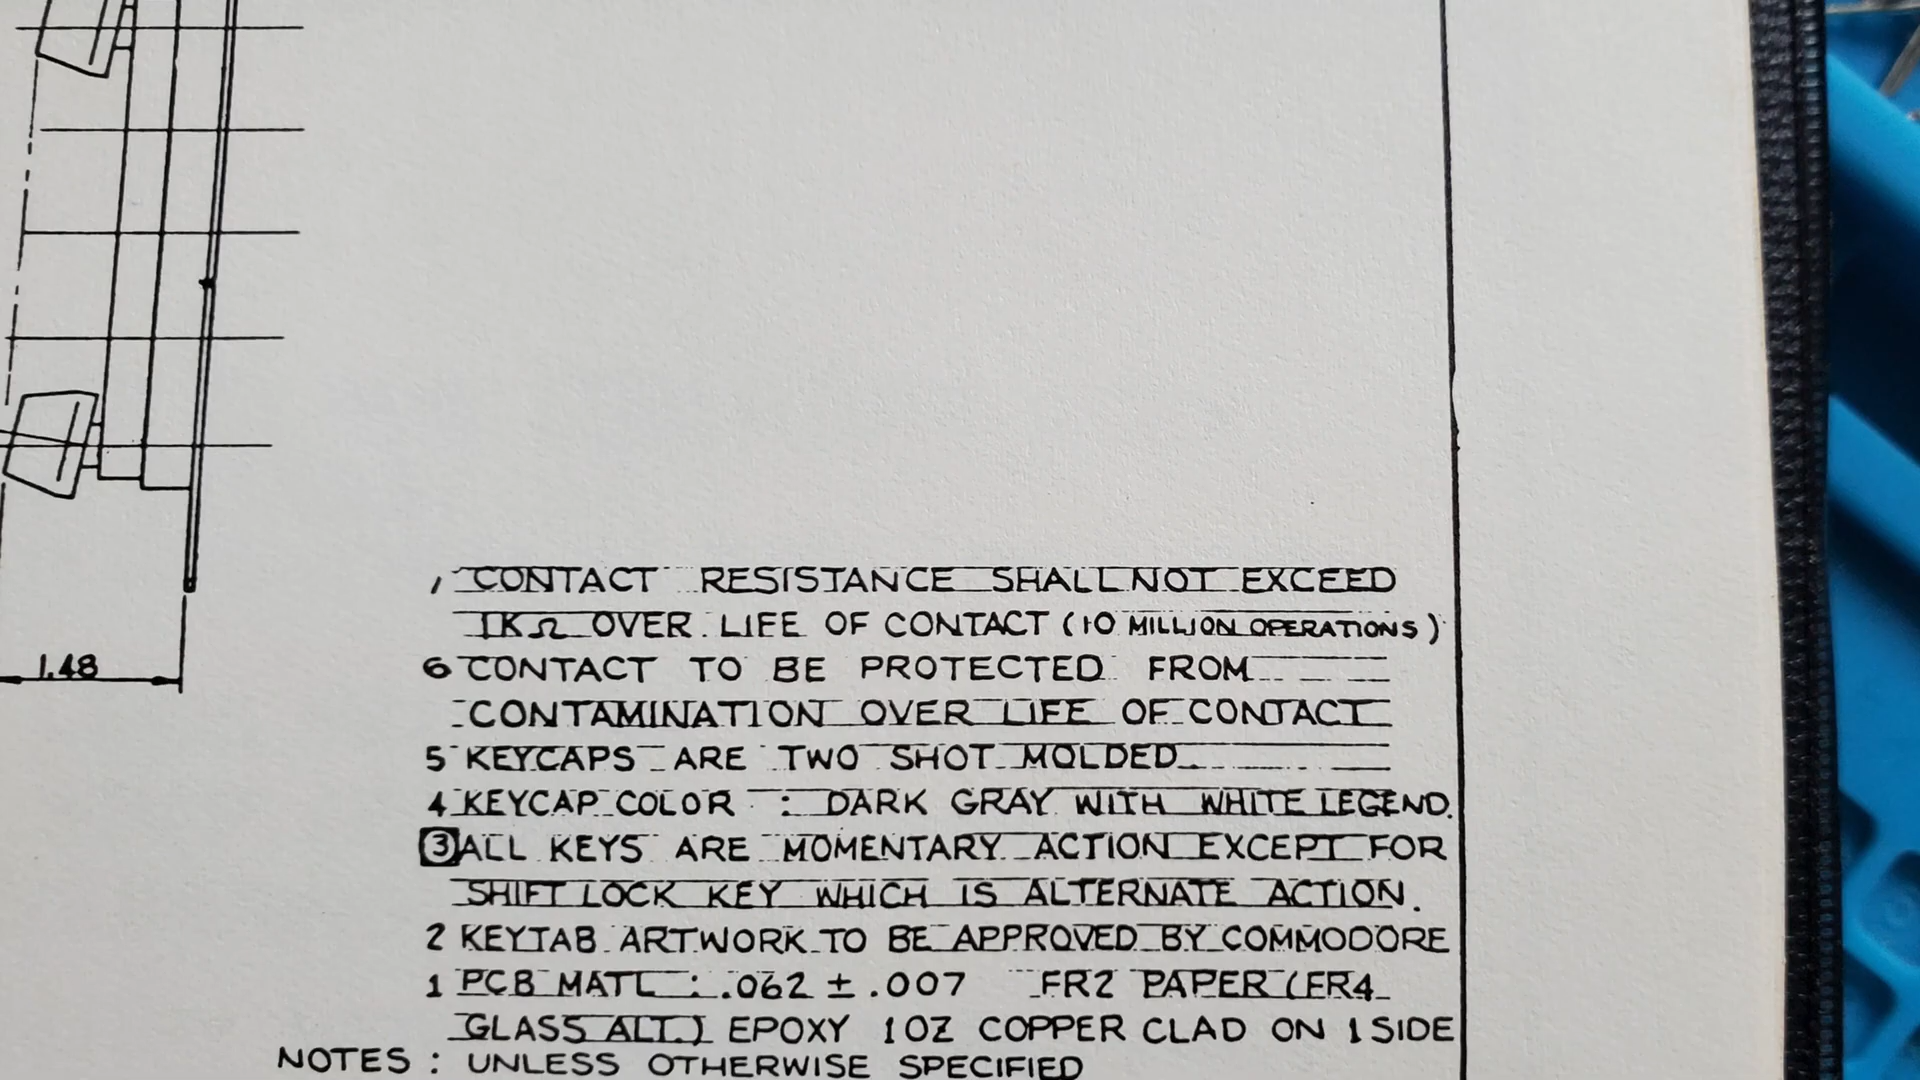 1.48
, CONTACT RESISTANCE SHALL NOT EXCEED
1KΩ OVER LIFE OF CONTACT (10 MILLION OPERATIONS)
6 CONTACT TO BE PROTECTED FROM
CONTAMINATION OVER LIFE OF CONTACT
5 KEYCAPS ARE TWO SHOT MOLDED
4 KEYCAP COLOR : DARK GRAY WITH WHITE LEGEND.
3 ALL KEYS ARE MOMENTARY ACTION EXCEPT FOR
SHIFT LOCK KEY WHICH IS ALTERNATE ACTION.
2 KEYTAB ARTWORK TO BE APPROVED BY COMMODORE
1 PCB MATL : .062 ± .007 FR2 PAPER (FR4
GLASS ALT.) EPOXY 1 OZ COPPER CLAD ON 1 SIDE
NOTES : UNLESS OTHERWISE SPECIFIED